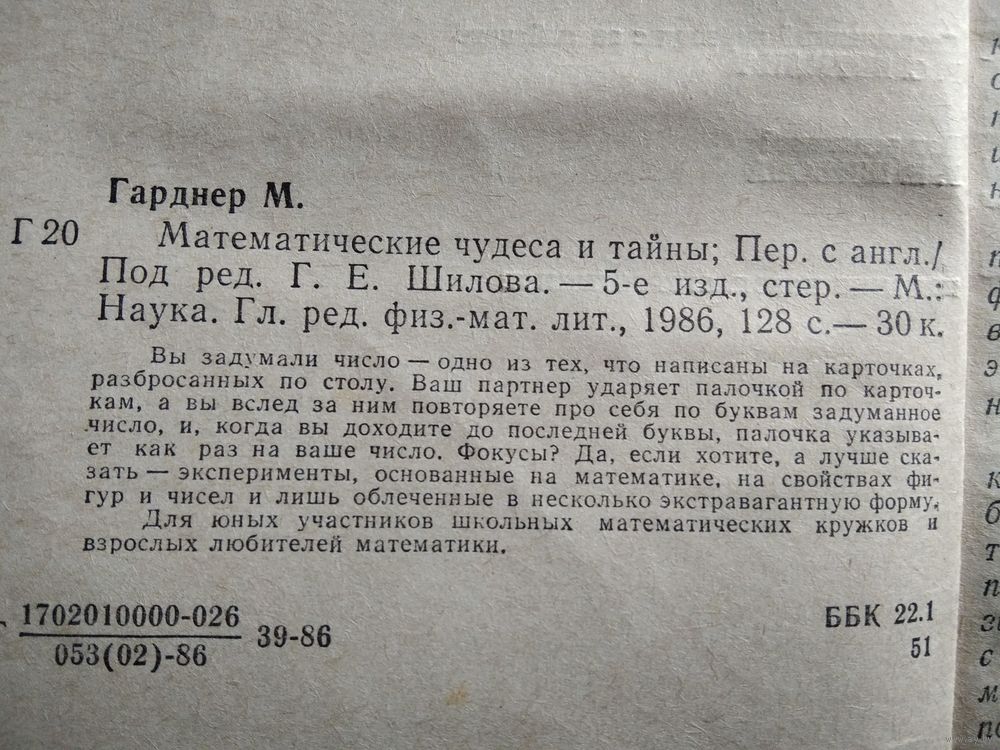 Гарднер М.
Г 20 Математические чудеса и тайны; Пер. с англ./
Под ред. Г. Е. Шилова. — 5-е изд., стер. — М.:
Наука. Гл. ред. физ.-мат. лит., 1986, 128 с.— 30 к.
Вы задумали число — одно из тех, что написаны на карточках,
разбросанных по столу. Ваш партнер ударяет палочкой по карточ-
кам, а вы вслед за ним повторяете про себя по буквам задуманное
число, и, когда вы доходите до последней буквы, палочка указыва-
ет как раз на ваше число. Фокусы? Да, если хотите, а лучше ска-
зать — эксперименты, основанные на математике, на свойствах фи-
гур и чисел и лишь облеченные в несколько экстравагантную форму.
Для юных участников школьных математических кружков и
взрослых любителей математики.
1702010000-026
053(02)-86
39-86
ББК 22.1
51